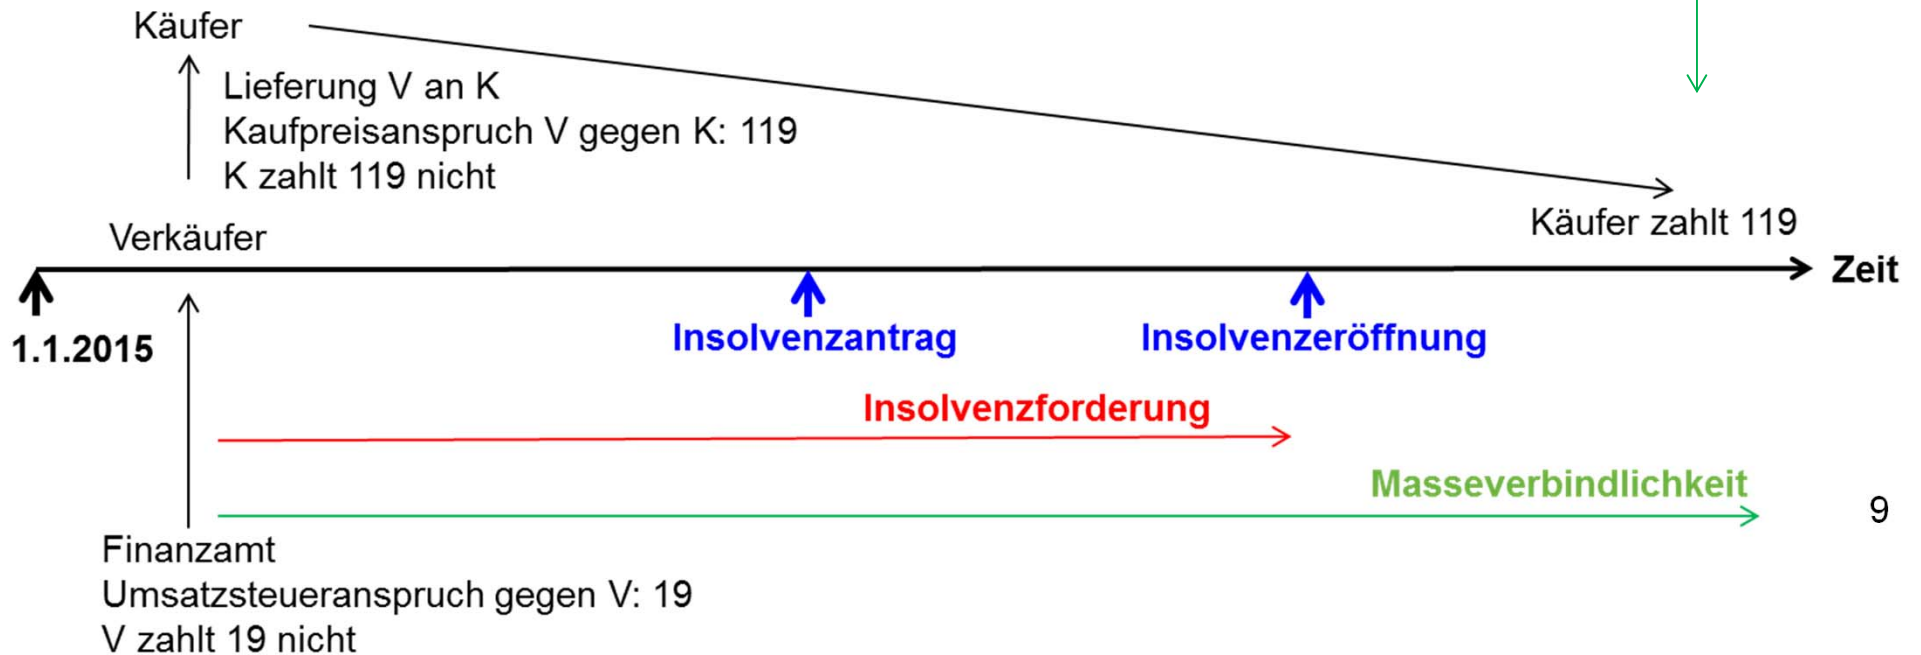 Käufer
Lieferung V an K
Kaufpreisanspruch V gegen K: 119
K zahlt 119 nicht
Käufer zahlt 119
Verkäufer
Zeit
1.1.2015
Insolvenzantrag
Insolvenzeröffnung
Insolvenzforderung
Masseverbindlichkeit
9
Finanzamt
Umsatzsteueranspruch gegen V: 19
V zahlt 19 nicht